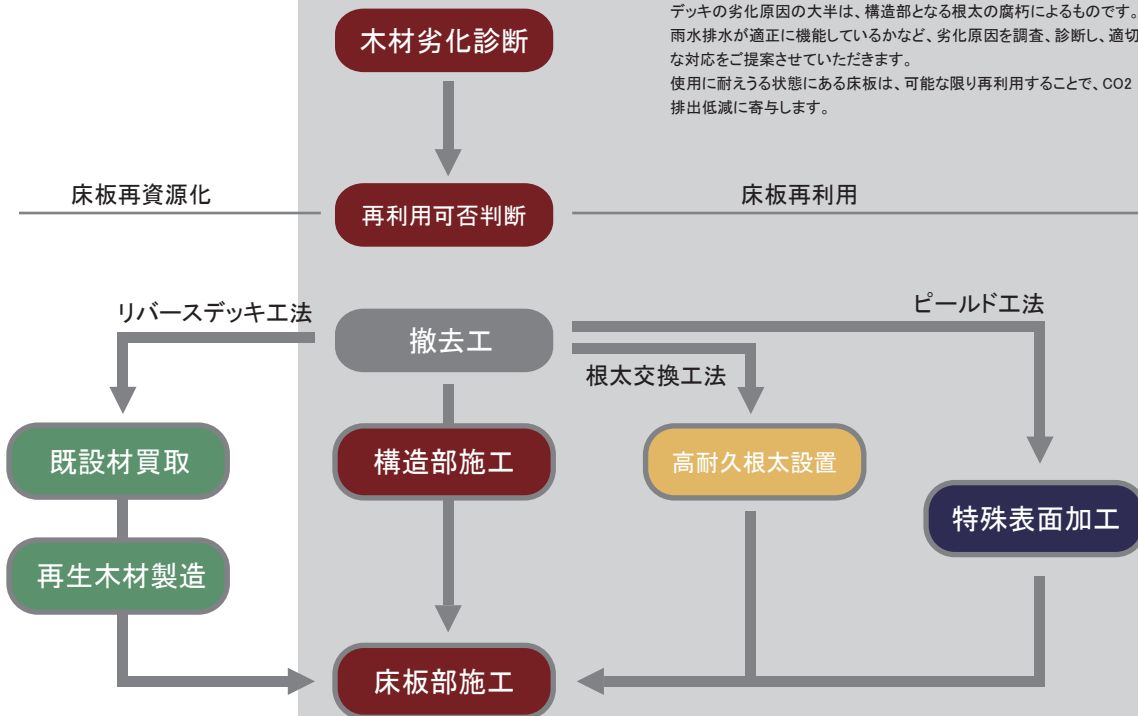 デッキの劣化原因の大半は、構造部となる根太の腐朽によるものです。
雨水排水が適正に機能しているかなど、劣化原因を調査、診断し、適切
な対応をご提案させていただきます。
使用に耐えうる状態にある床板は、可能な限り再利用することで、CO2
排出低減に寄与します。
木材劣化診断
床板再資源化
再利用可否判断
床板再利用
リバースデッキ工法
撤去工
ピールド工法
根太交換工法
既設材買取
構造部施工
高耐久根太設置
特殊表面加工
再生木材製造
床板部施工